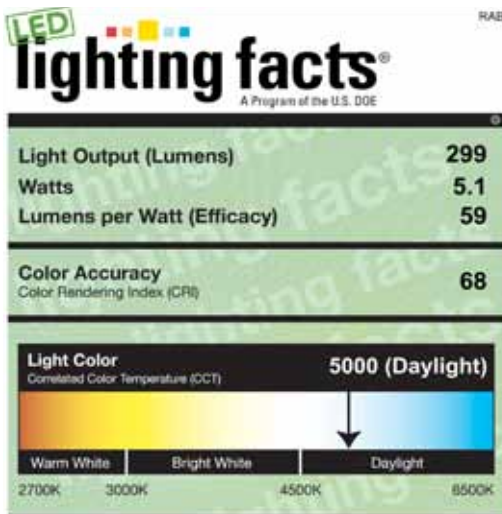 RAB
LED
lighting facts®
A Program of the U.S. DOE
Light Output (Lumens) 299
Watts 5.1
Lumens per Watt (Efficacy) 59
Color Accuracy 68
Color Rendering Index (CRI)
Light Color
Correlated Color Temperature (CCT) 5000 (Daylight)
Warm White Bright White Daylight
2700K 3000K 4500K 6500K